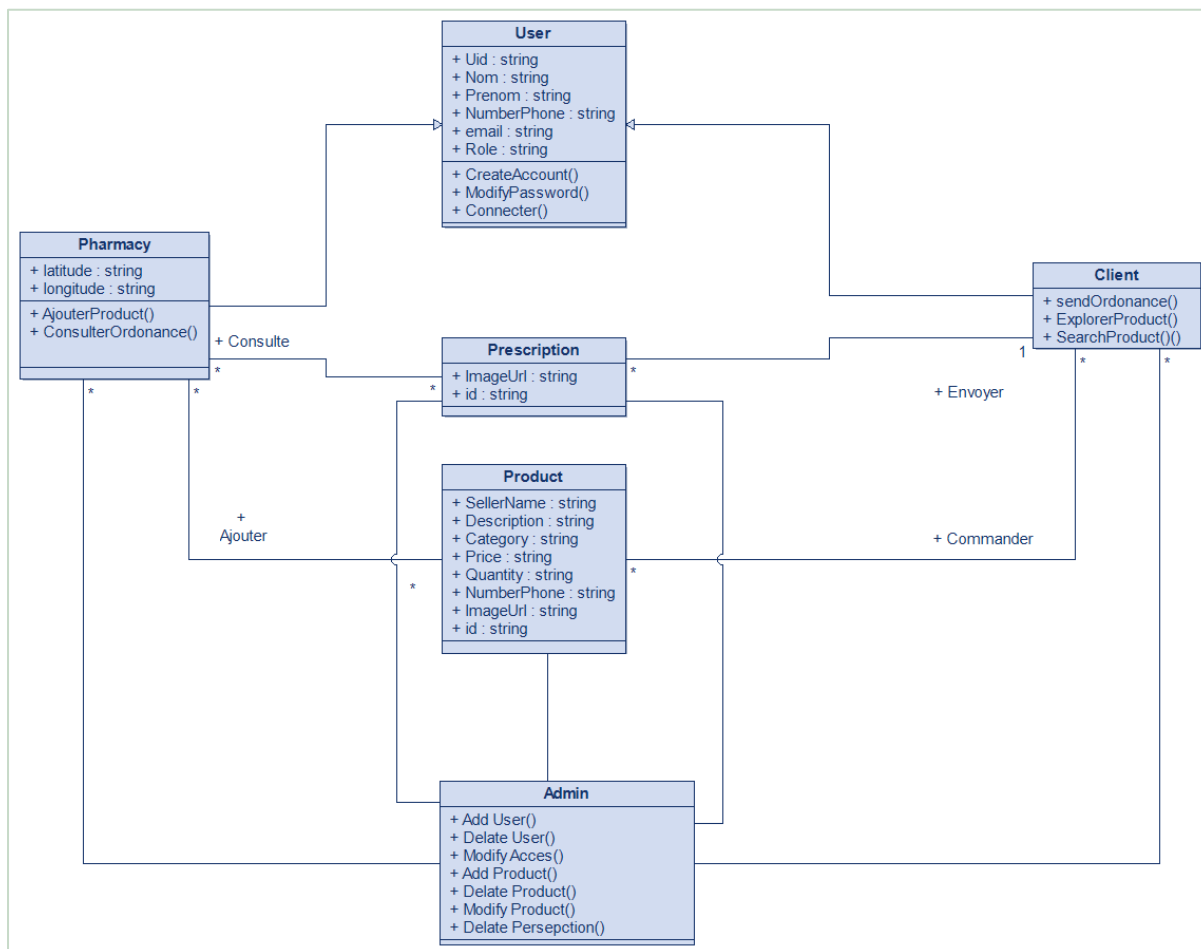 User
+ Uid : string
+ Nom : string
+ Prenom : string
+ NumberPhone : string
+ email : string
+ Role : string
+ CreateAccount()
+ ModifyPassword()
+ Connecter()
Pharmacy
+ latitude : string
+ longitude : string
+ AjouterProduct()
+ ConsulterOrdonance()
Client
+ sendOrdonance()
+ ExplorerProduct()
+ SearchProduct()()
+ Consulte
*
*
*
*
Prescription
+ ImageUrl : string
+ id : string
*
1
*
*
+ Envoyer
Product
+ SellerName : string
+ Description : string
+ Category : string
+ Price : string
+ Quantity : string
+ NumberPhone : string
+ ImageUrl : string
+ id : string
+
Ajouter
*
+ Commander
*
Admin
+ Add User()
+ Delate User()
+ Modify Acces()
+ Add Product()
+ Delate Product()
+ Modify Product()
+ Delate Persepction()